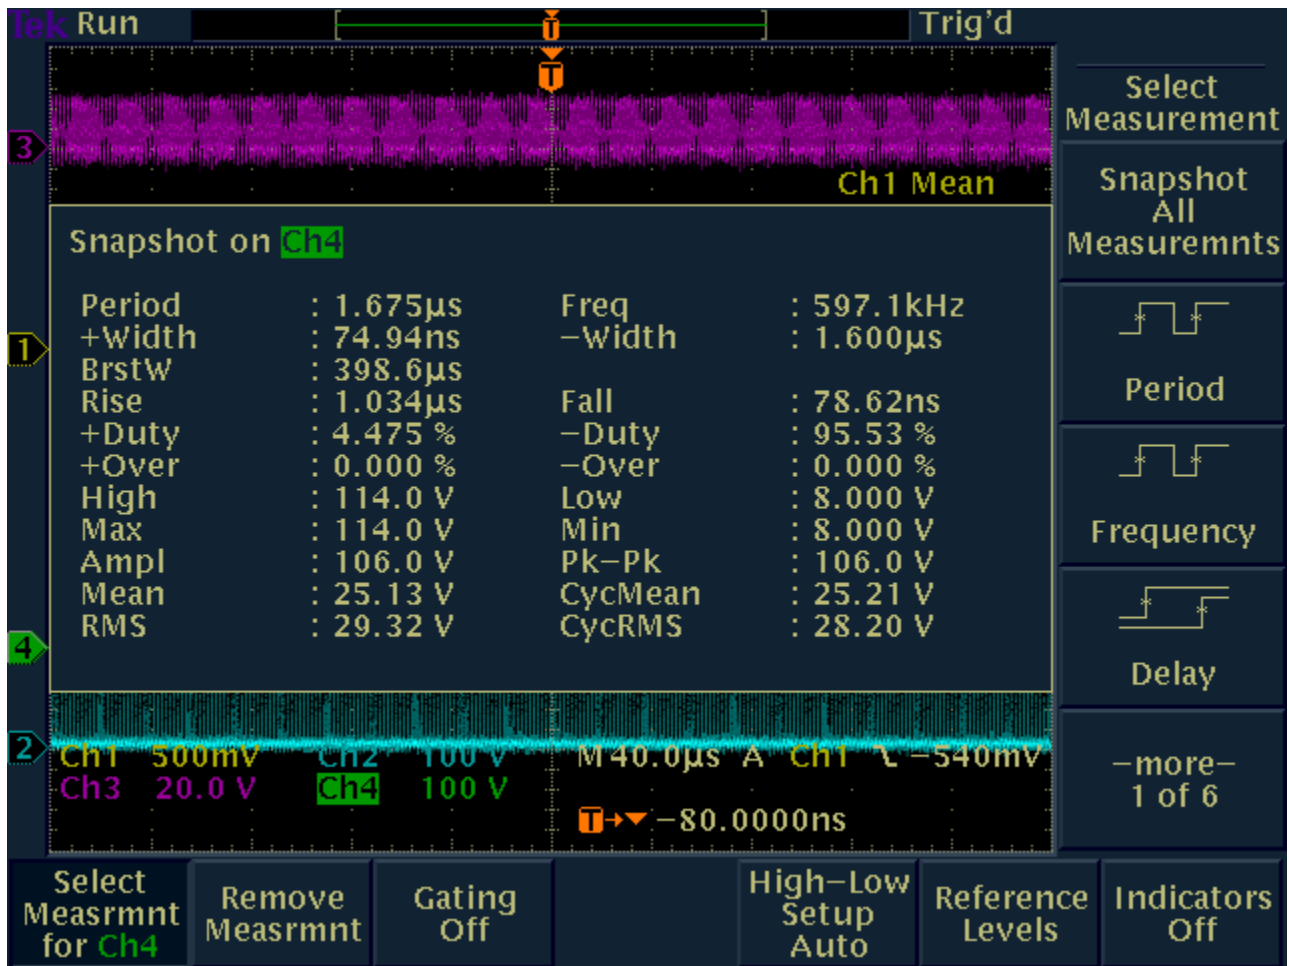 Tek Run Trig'd
T
T
3
Ch1 Mean
Select
Measurement
Snapshot
All
Measuremnts
Snapshot on Ch4
Period : 1.675µs Freq : 597.1kHz
+Width : 74.94ns −Width : 1.600µs
BrstW : 398.6µs
Rise : 1.034µs Fall : 78.62ns
+Duty : 4.475 % −Duty : 95.53 %
+Over : 0.000 % −Over : 0.000 %
High : 114.0 V Low : 8.000 V
Max : 114.0 V Min : 8.000 V
Ampl : 106.0 V Pk−Pk : 106.0 V
Mean : 25.13 V CycMean : 25.21 V
RMS : 29.32 V CycRMS : 28.20 V
1
4
2
Period
Frequency
Delay
−more−
1 of 6
Ch1 500mV Ch2 100 V M 40.0µs A Ch1 −540mV
Ch3 20.0 V Ch4 100 V
T→ −80.0000ns
Select
Measrmnt
for Ch4
Remove
Measrmnt
Gating
Off
High−Low
Setup
Auto
Reference
Levels
Indicators
Off